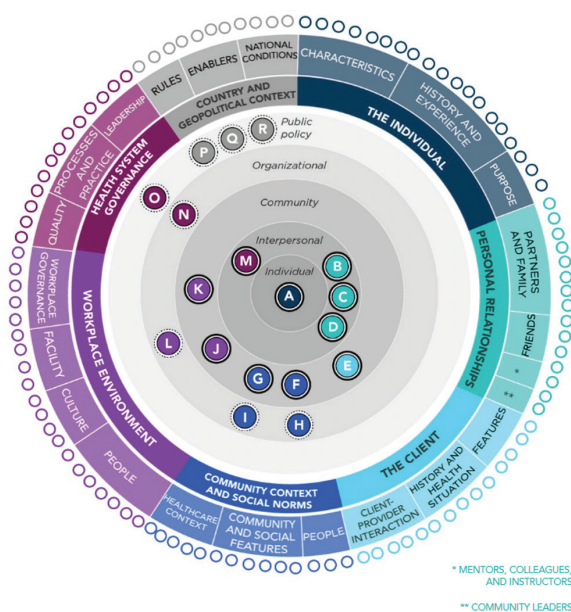 RULES
ENABLERS
NATIONAL
CONDITIONS
CHARACTERISTICS
HISTORY AND
EXPERIENCE
PURPOSE
PARTNERS
AND FAMILY
FRIENDS
*
**
FEATURES
HISTORY AND
HEALTH
SITUATION
CLIENT-
PROVIDER
INTERACTION
PEOPLE
COMMUNITY
AND SOCIAL
FEATURES
HEALTHCARE
CONTEXT
PEOPLE
CULTURE
FACILITY
WORKPLACE
GOVERNANCE
QUALITY
PROCESSES
AND
PRACTICE
LEADERSHIP
COUNTRY AND
GEOPOLITICAL CONTEXT
THE INDIVIDUAL
PERSONAL RELATIONSHIPS
THE CLIENT
COMMUNITY CONTEXT
AND SOCIAL NORMS
WORKPLACE ENVIRONMENT
HEALTH SYSTEM
GOVERNANCE
Public
policy
Organizational
Community
Interpersonal
Individual
P
Q
R
O
N
M
B
A
C
K
D
L
J
E
G
F
I
H
* MENTORS, COLLEAGUES,
AND INSTRUCTORS
** COMMUNITY LEADERS